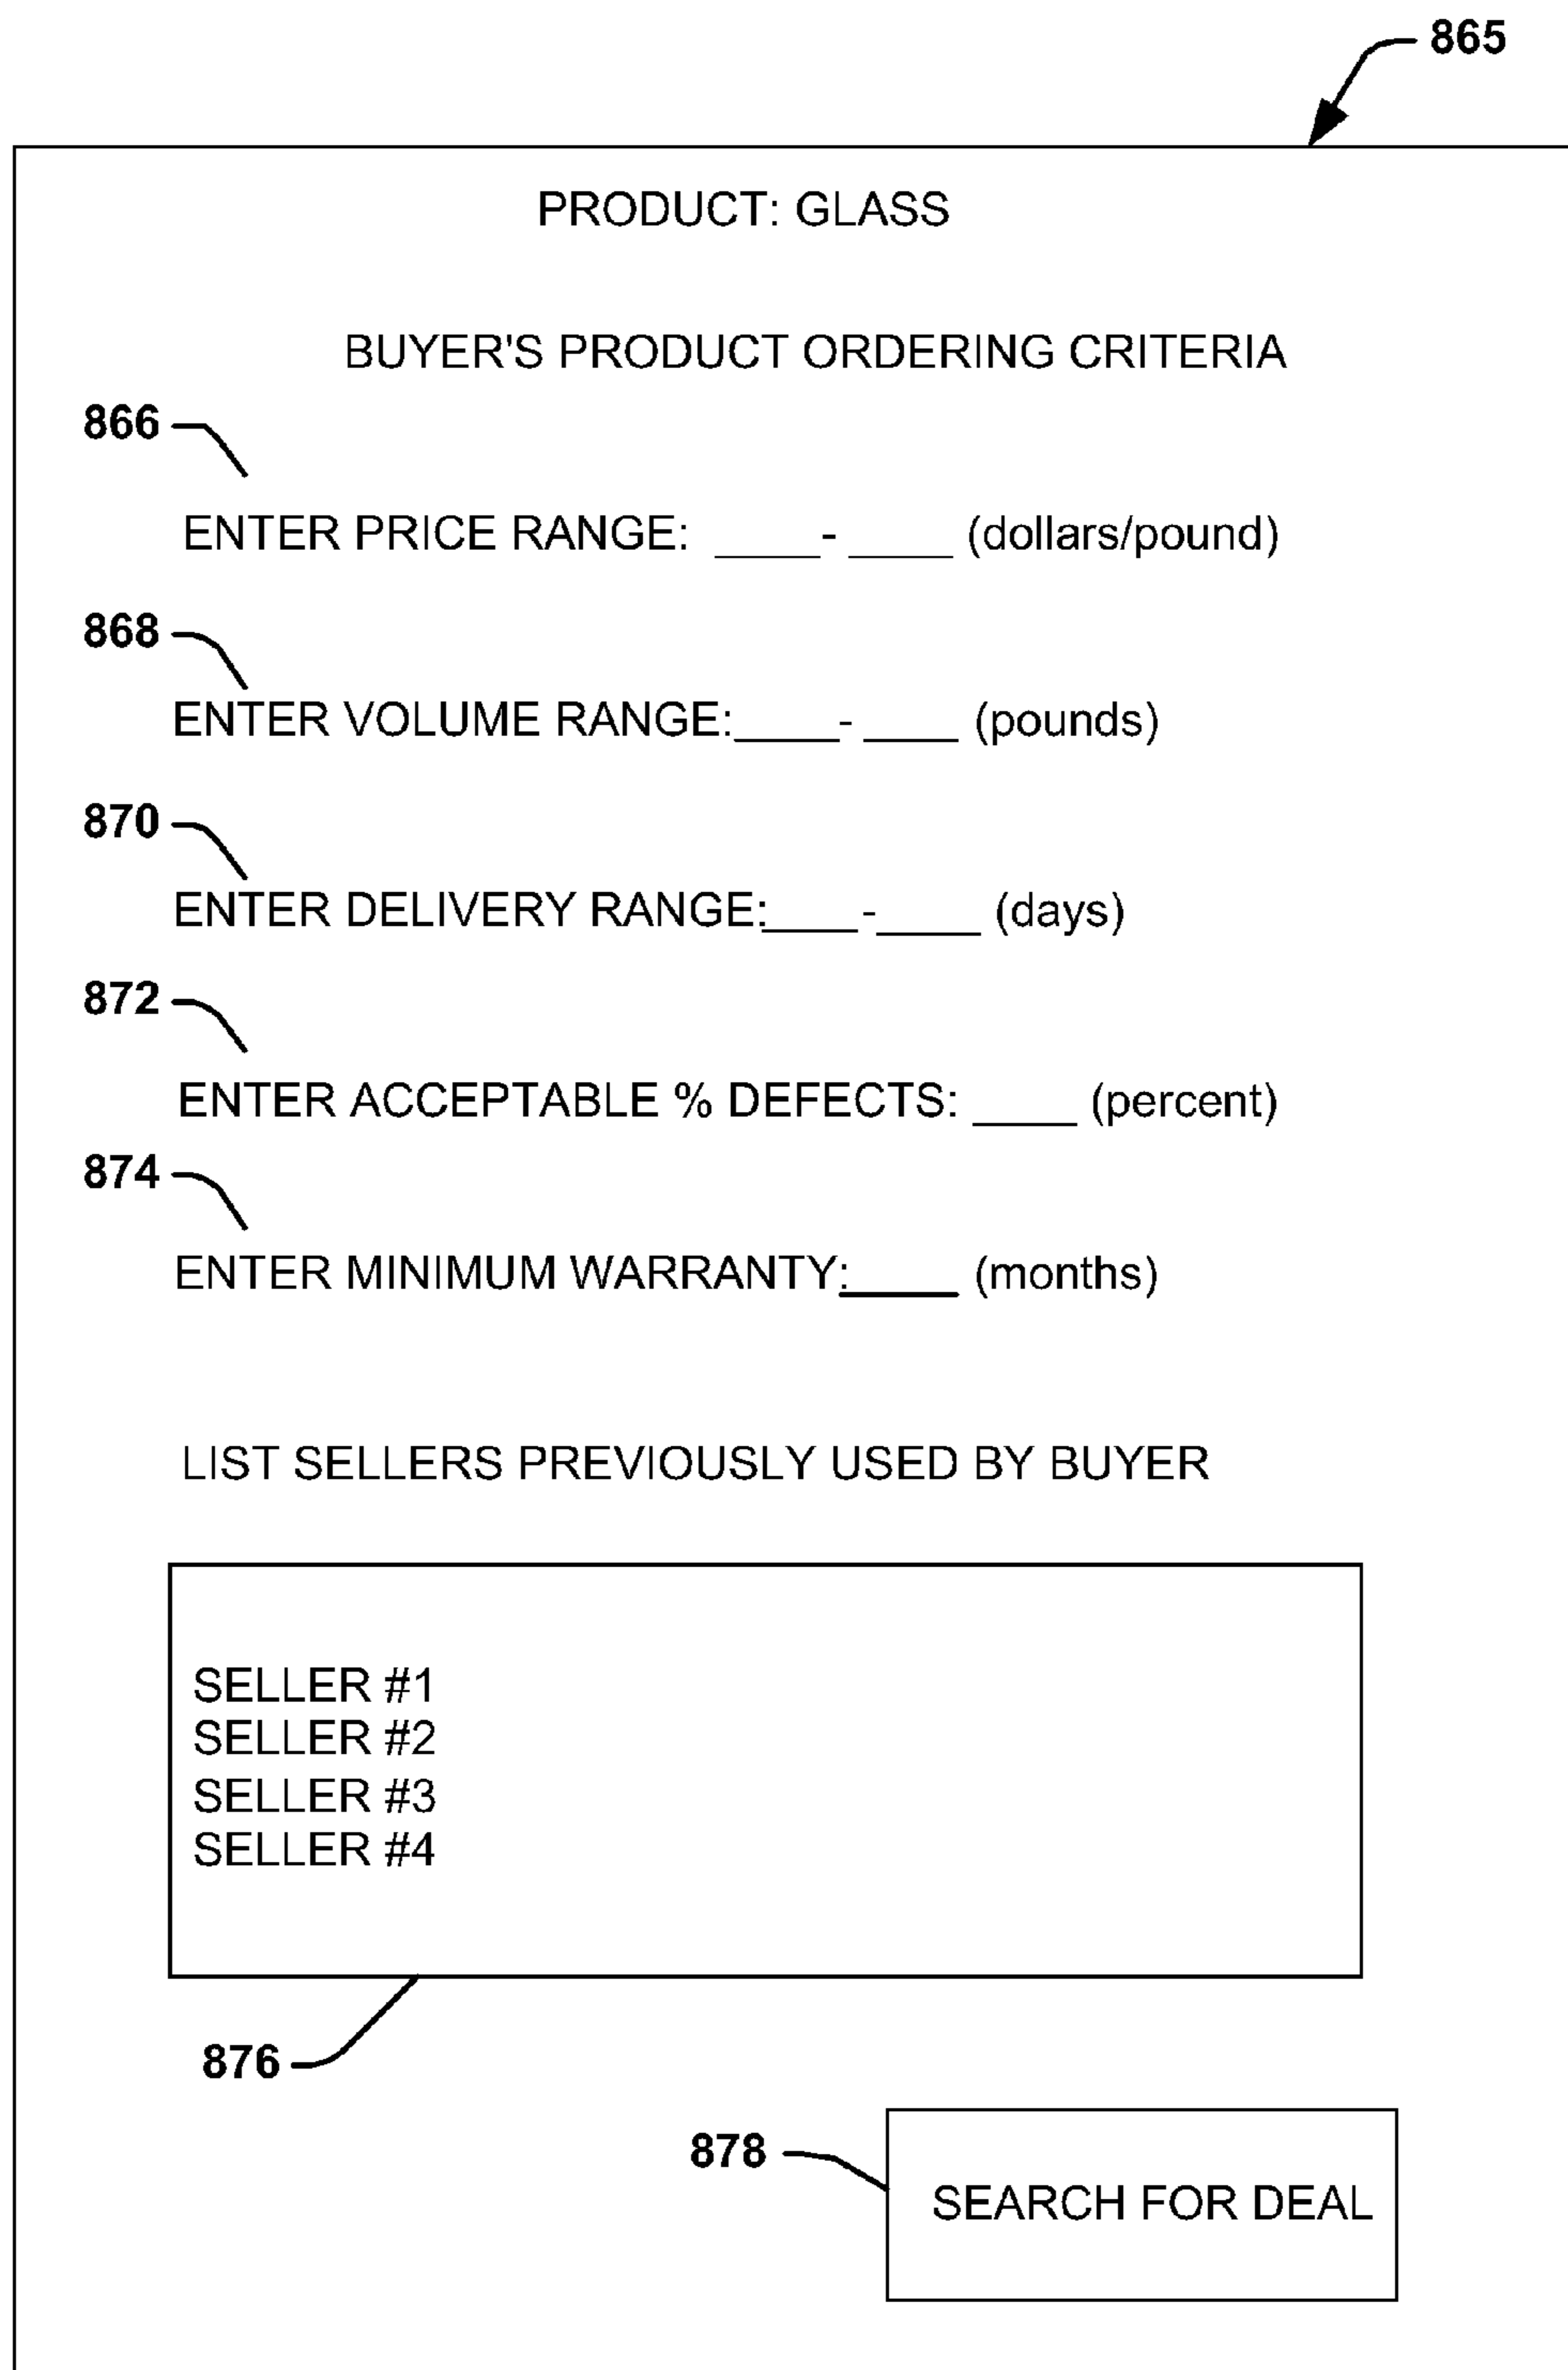 865
PRODUCT: GLASS
BUYER'S PRODUCT ORDERING CRITERIA
866
ENTER PRICE RANGE: ____- ____ (dollars/pound)
868
ENTER VOLUME RANGE:____- ____ (pounds)
870
ENTER DELIVERY RANGE:____-____ (days)
872
ENTER ACCEPTABLE % DEFECTS: ____ (percent)
874
ENTER MINIMUM WARRANTY:____ (months)
LIST SELLERS PREVIOUSLY USED BY BUYER
SELLER #1
SELLER #2
SELLER #3
SELLER #4
876
878
SEARCH FOR DEAL